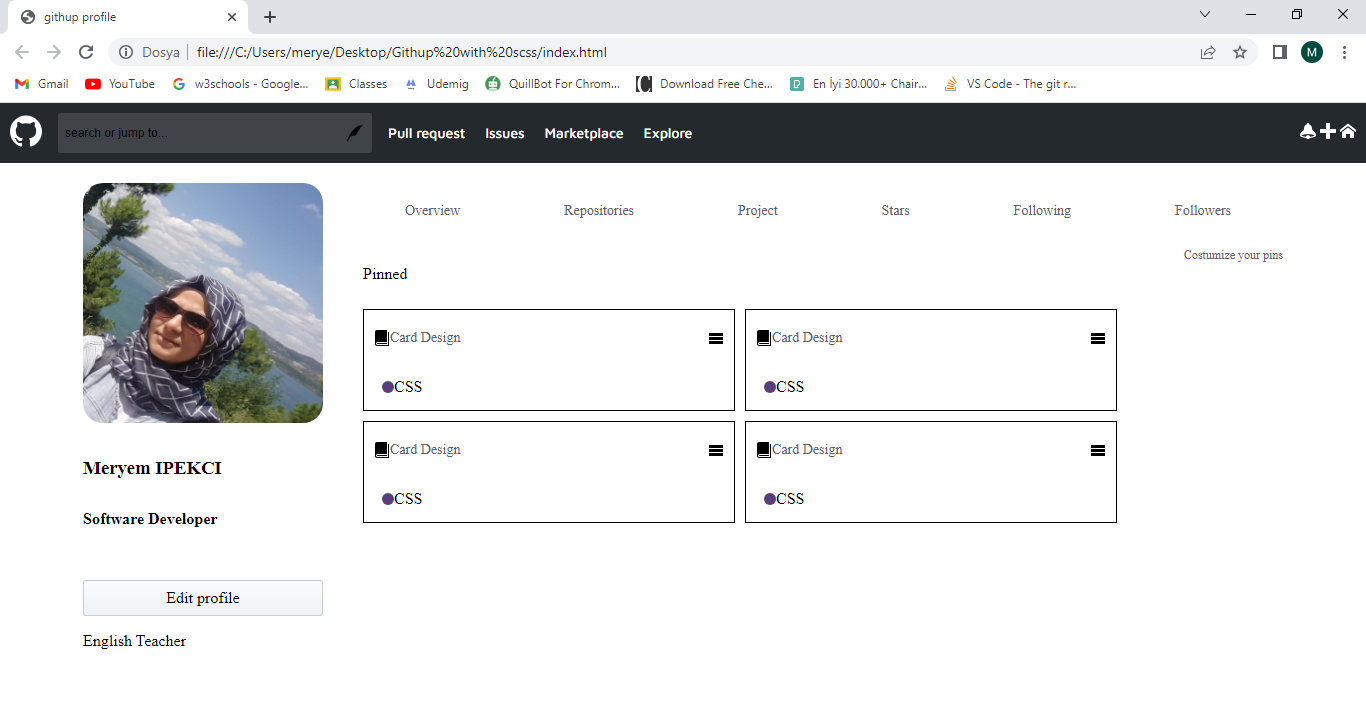 githup profile
Dosya file:///C:/Users/merye/Desktop/Githup%20with%20scss/index.html M
Gmail YouTube w3schools - Google... Classes Udemig QuillBot For Chrom... Download Free Che... En İyi 30.000+ Chair... VS Code - The git r...
search or jump to... Pull request Issues Marketplace Explore
Overview Repositories Project Stars Following Followers
Costumize your pins
Pinned
Card Design Card Design
CSS CSS
Card Design Card Design
CSS CSS
Meryem IPEKCI
Software Developer
Edit profile
English Teacher